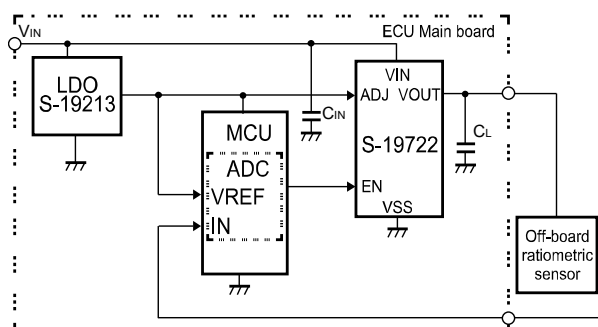 VIN
ECU Main board
LDO
S-19213
VIN
ADJ VOUT
CIN
CL
MCU
S-19722
ADC
VREF
EN
IN
VSS
Off-board
ratiometric
sensor